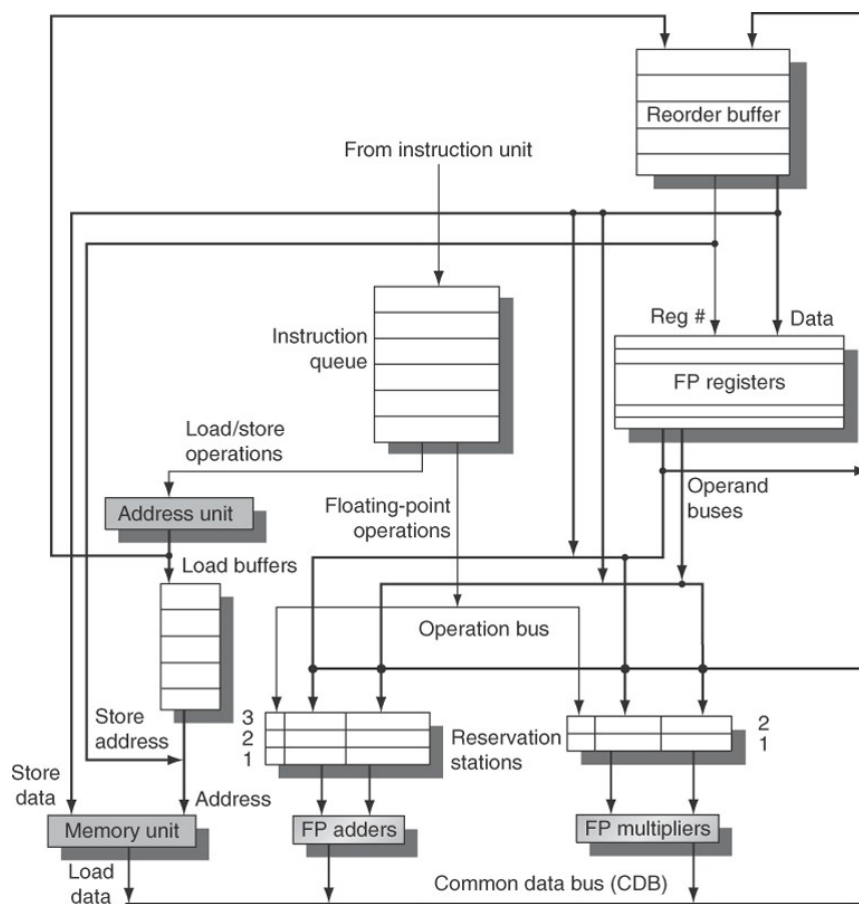 Reorder buffer
From instruction unit
Reg #
Data
Instruction
queue
FP registers
Load/store
operations
Operand
buses
Floating-point
operations
Address unit
Load buffers
Operation bus
3
2
1
2
1
Store
address
Reservation
stations
Store
data
Address
Memory unit
FP adders
FP multipliers
Load
data
Common data bus (CDB)